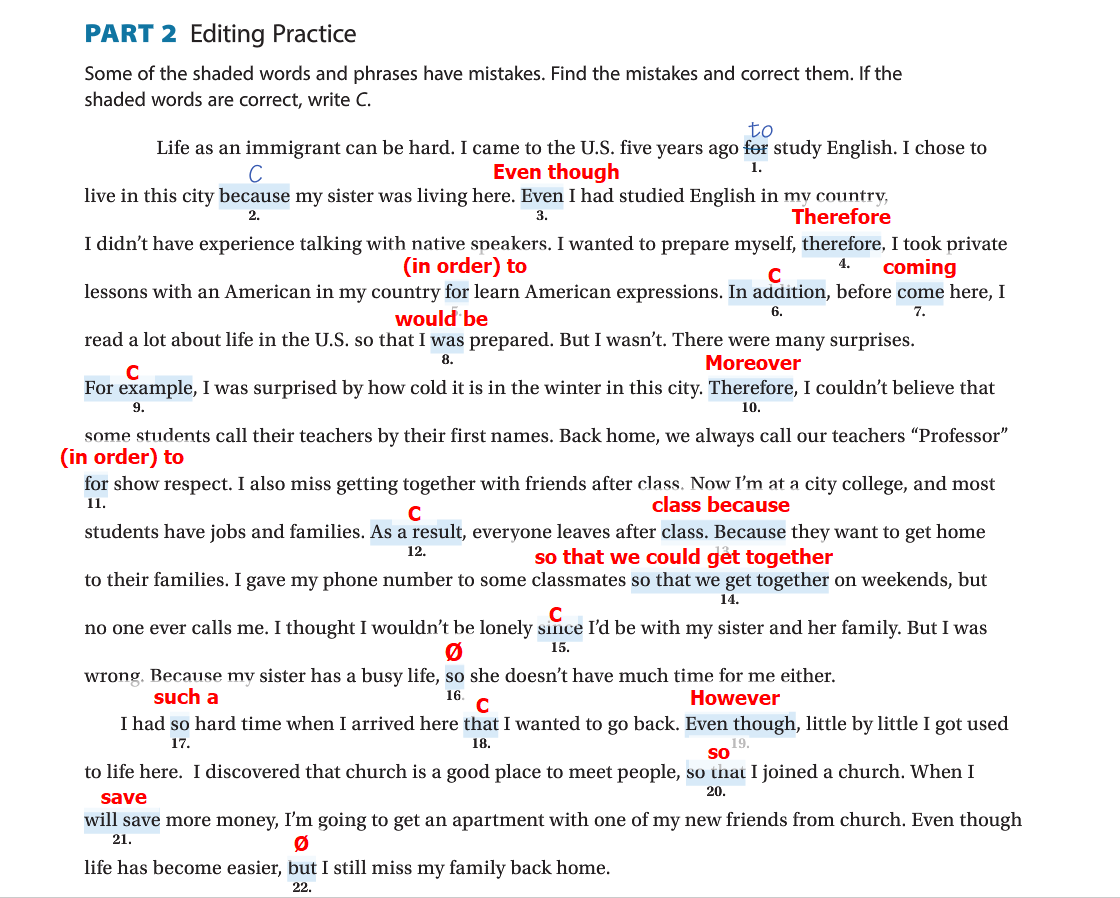 PART 2 Editing Practice
Some of the shaded words and phrases have mistakes. Find the mistakes and correct them. If the
shaded words are correct, write C.
to
Life as an immigrant can be hard. I came to the U.S. five years ago for study English. I chose to
1.
C Even though
live in this city because my sister was living here. Even I had studied English in my country,
2. 3.
Therefore
I didn't have experience talking with native speakers. I wanted to prepare myself, therefore, I took private
4.
(in order) to C coming
lessons with an American in my country for learn American expressions. In addition, before come here, I
5. 6. 7.
would be
read a lot about life in the U.S. so that I was prepared. But I wasn't. There were many surprises.
8.
C Moreover
For example, I was surprised by how cold it is in the winter in this city. Therefore, I couldn't believe that
9. 10.
some students call their teachers by their first names. Back home, we always call our teachers “Professor”
(in order) to
for show respect. I also miss getting together with friends after class. Now I'm at a city college, and most
11.
C class because
students have jobs and families. As a result, everyone leaves after class. Because they want to get home
12. 13.
so that we could get together
to their families. I gave my phone number to some classmates so that we get together on weekends, but
14.
C
no one ever calls me. I thought I wouldn't be lonely since I'd be with my sister and her family. But I was
15.
Ø
wrong. Because my sister has a busy life, so she doesn't have much time for me either.
16.
such a C However
I had so hard time when I arrived here that I wanted to go back. Even though, little by little I got used
17. 18. 19.
so
to life here. I discovered that church is a good place to meet people, so that I joined a church. When I
20.
save
will save more money, I'm going to get an apartment with one of my new friends from church. Even though
21.
Ø
life has become easier, but I still miss my family back home.
22.